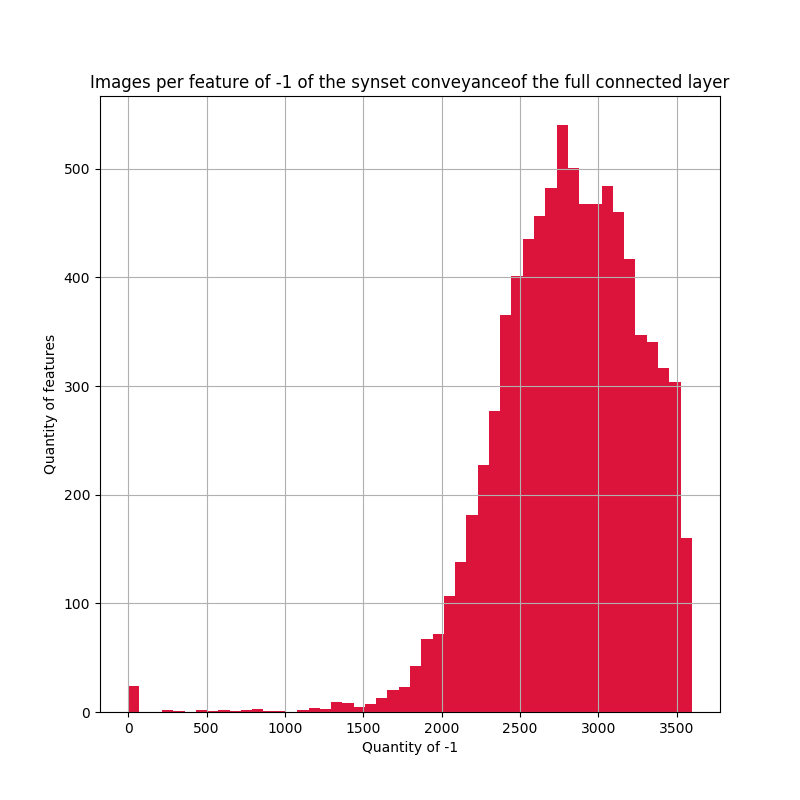 Images per feature of -1 of the synset conveyanceof the full connected layer
Quantity of features
500
400
300
200
100
0
0 500 1000 1500 2000 2500 3000 3500
Quantity of -1